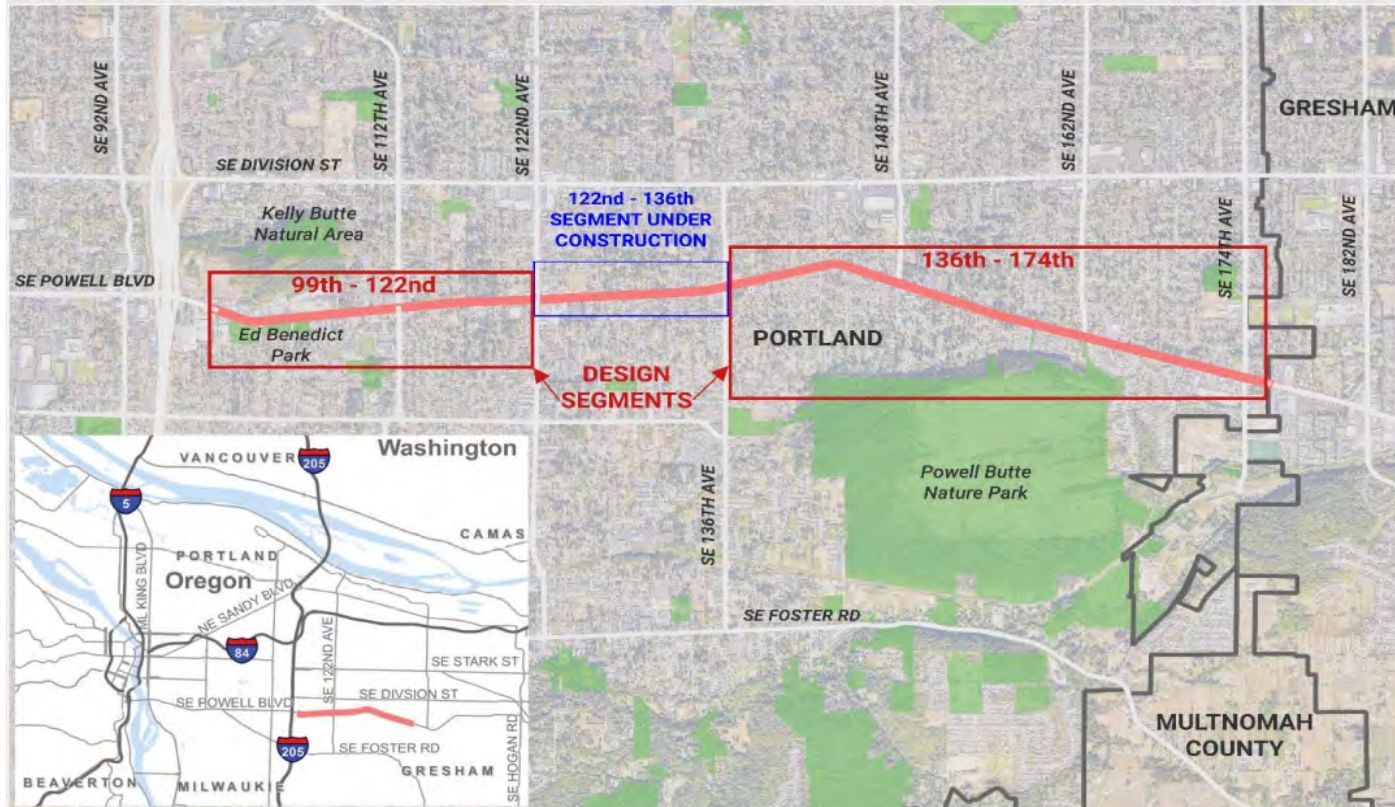 SE 92ND AVE
SE 112TH AVE
SE 122ND AVE
SE 148TH AVE
SE 162ND AVE
GRESHAM
SE DIVISION ST
Kelly Butte
Natural Area
122nd - 136th
SEGMENT UNDER
CONSTRUCTION
SE 174TH AVE
SE 182ND AVE
SE POWELL BLVD
99th - 122nd
136th - 174th
Ed Benedict
Park
PORTLAND
DESIGN
SEGMENTS
Powell Butte
Nature Park
SE 136TH AVE
SE FOSTER RD
MULTNOMAH
COUNTY
Washington
VANCOUVER
205
5
CAMAS
PORTLAND
Oregon
ML KING BLVD
NE SANDY BLVD
84
SE 122ND AVE
SE STARK ST
SE DIVSION ST
SE POWELL BLVD
SE FOSTER RD
205
GRESHAM
SE HOGAN RD
BEAVERTON
MILWAUKIE